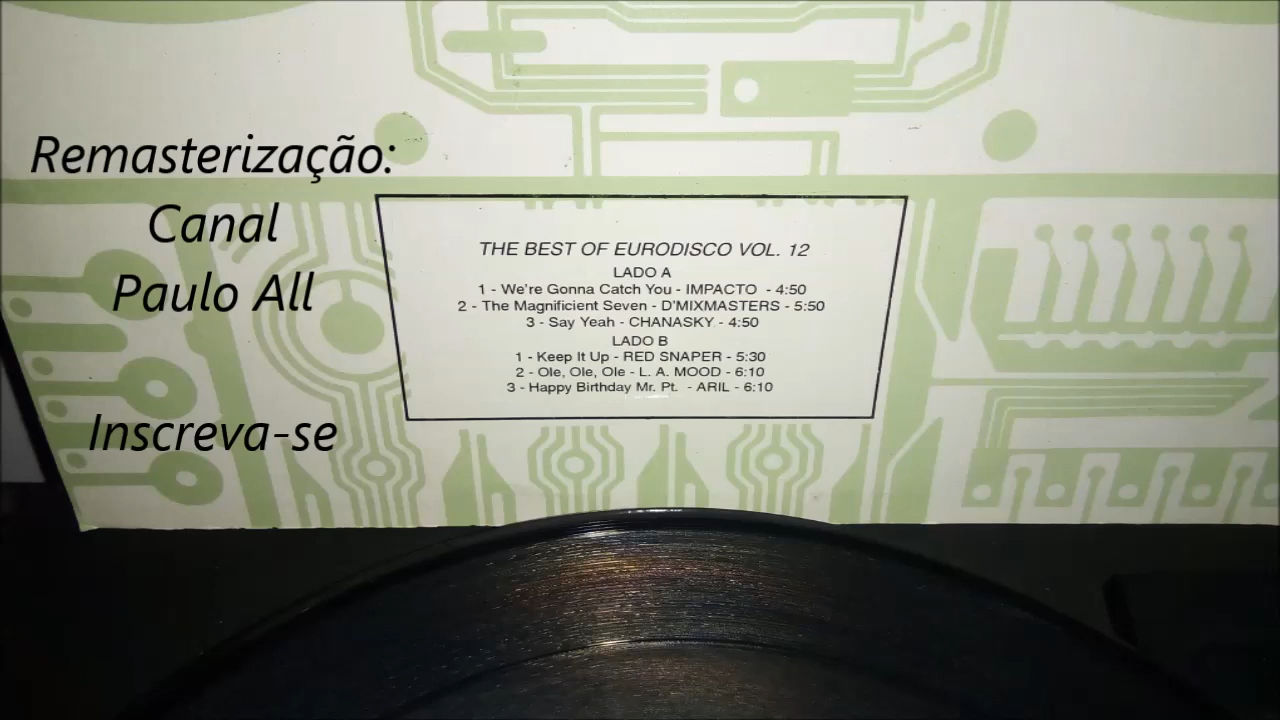 Remasterização:
Canal
Paulo All
Inscreva-se
THE BEST OF EURODISCO VOL. 12
LADO A
1 - We're Gonna Catch You - IMPACTO - 4:50
2 - The Magnificient Seven - D'MIXMASTERS - 5:50
3 - Say Yeah - CHANASKY - 4:50
LADO B
1 - Keep It Up - RED SNAPER - 5:30
2 - Ole, Ole, Ole - L. A. MOOD - 6:10
3 - Happy Birthday Mr. Pt. - ARIL - 6:10